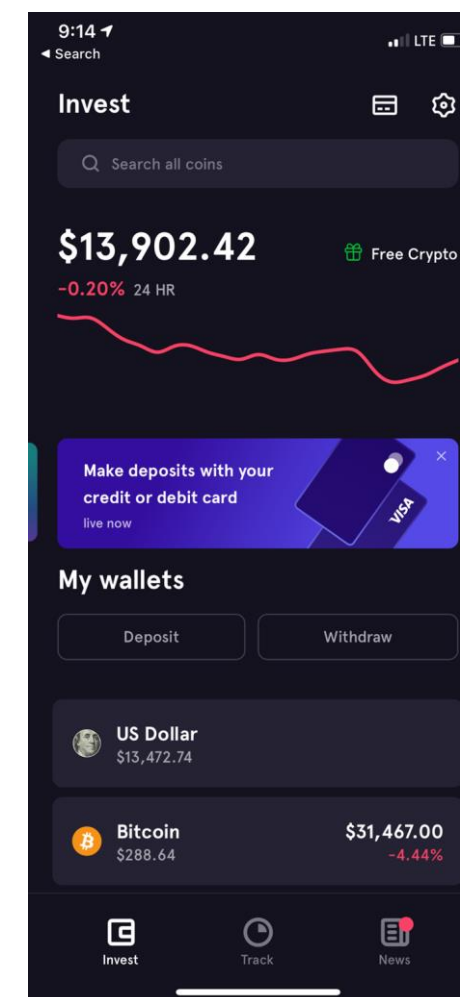 9:14
LTE
Search
Invest
Search all coins
$13,902.42
Free Crypto
-0.20% 24 HR
Make deposits with your
credit or debit card
live now
VISA
My wallets
Deposit
Withdraw
US Dollar
$13,472.74
Bitcoin
$31,467.00
$288.64
-4.44%
Invest
Track
News